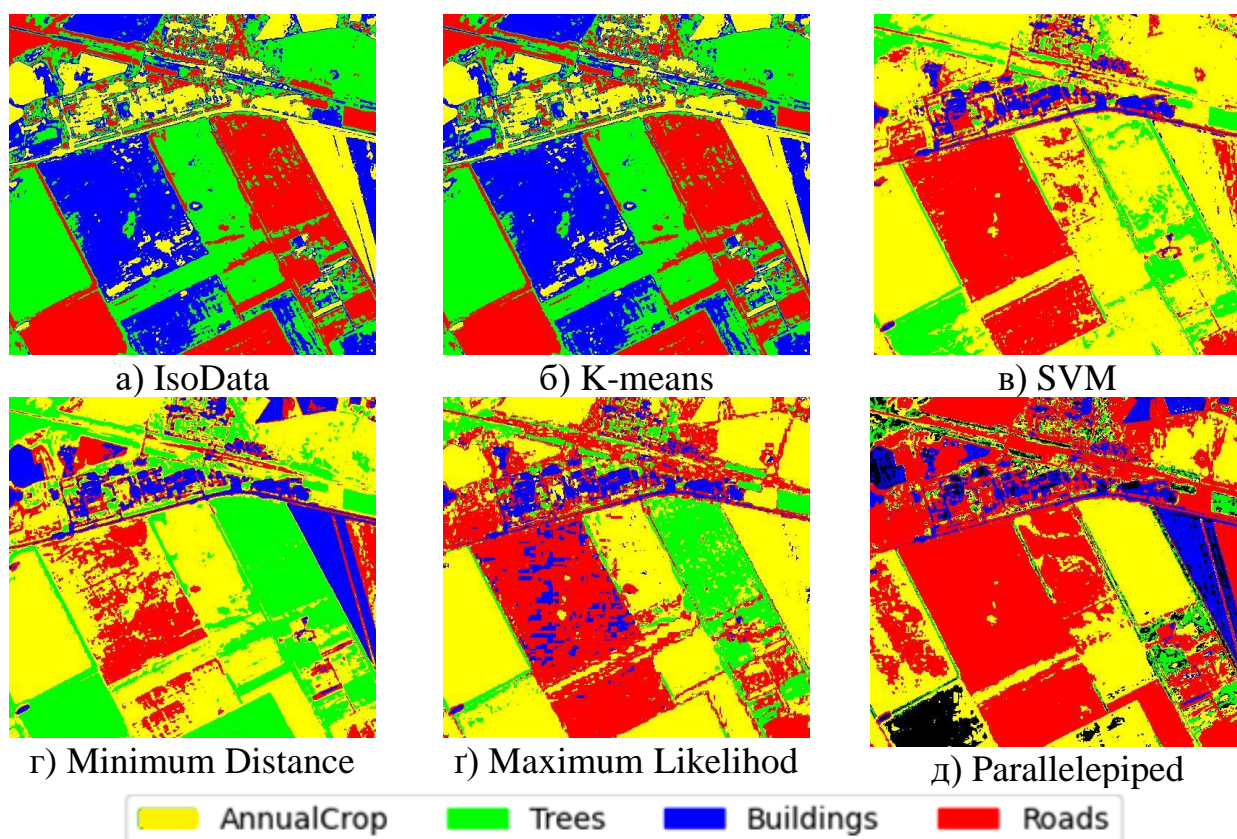 а) IsoData б) K-means в) SVM
г) Minimum Distance ґ) Maximum Likelihod д) Parallelepiped
AnnualCrop Trees Buildings Roads